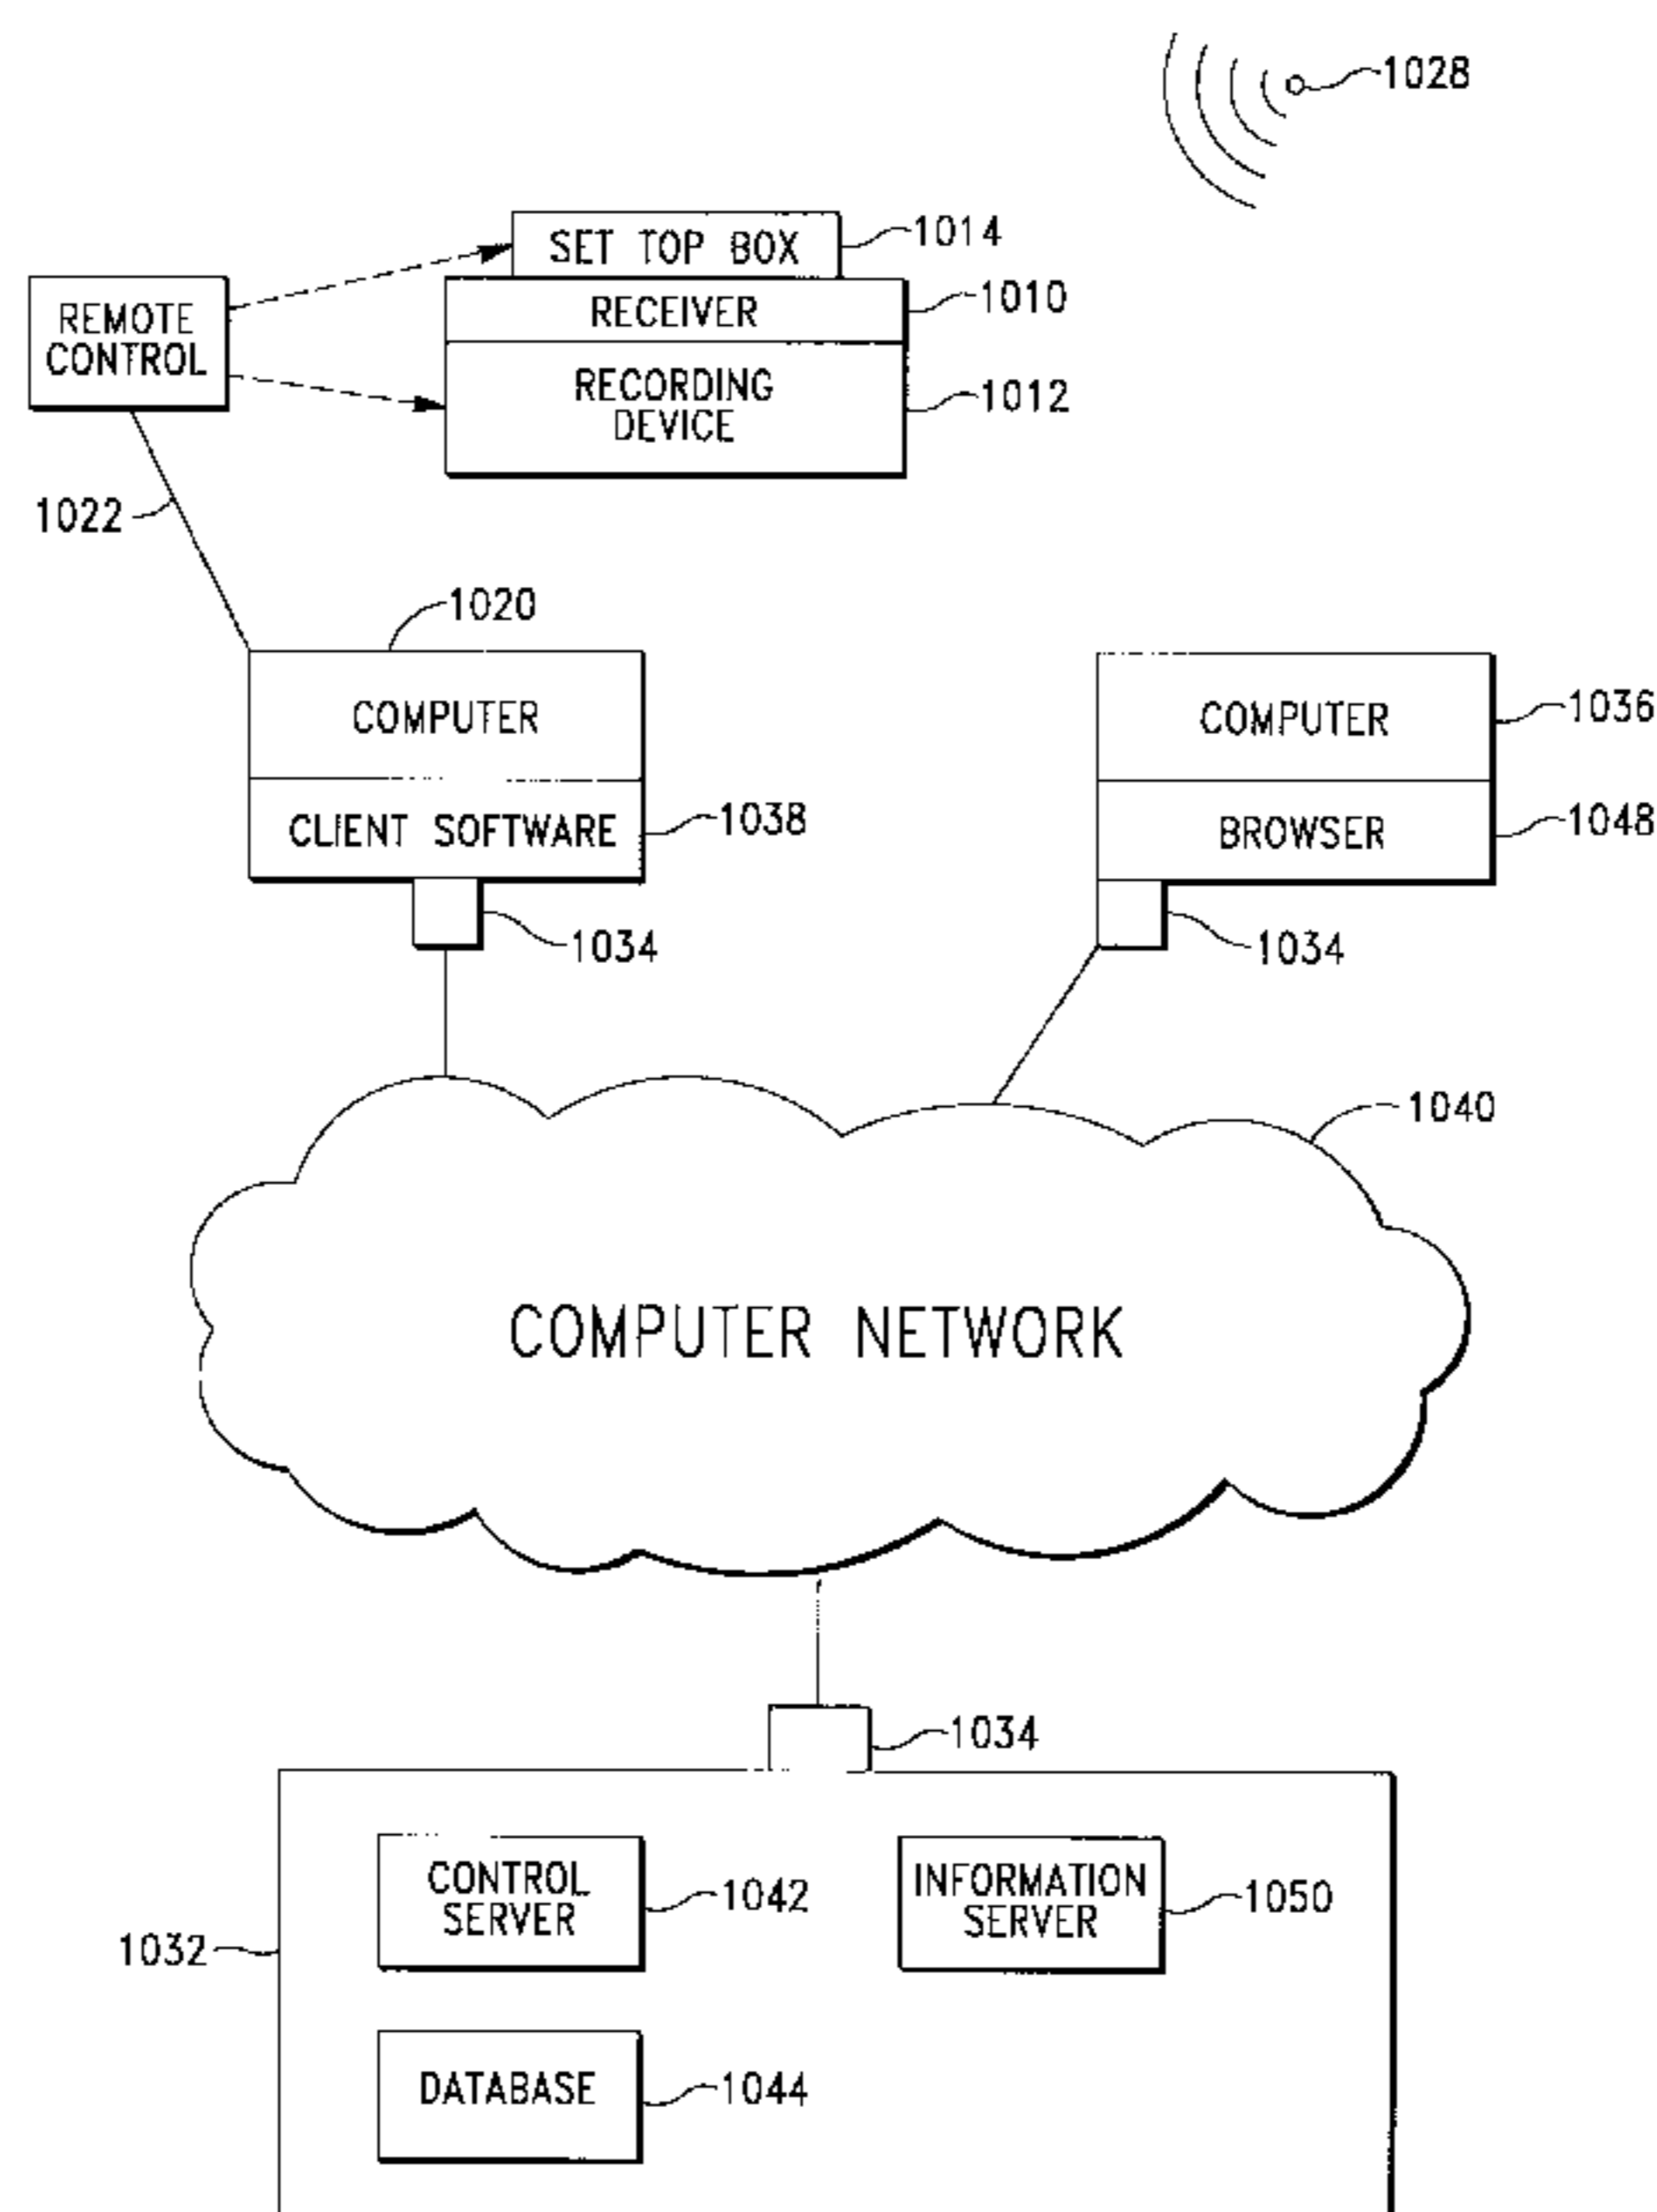 1028
SET TOP BOX
1014
REMOTE
CONTROL
RECEIVER
1010
RECORDING
DEVICE
1012
1022
1020
COMPUTER
CLIENT SOFTWARE
1038
1034
COMPUTER
1036
BROWSER
1048
1034
1040
COMPUTER NETWORK
1034
CONTROL
SERVER
1042
INFORMATION
SERVER
1050
1032
DATABASE
1044